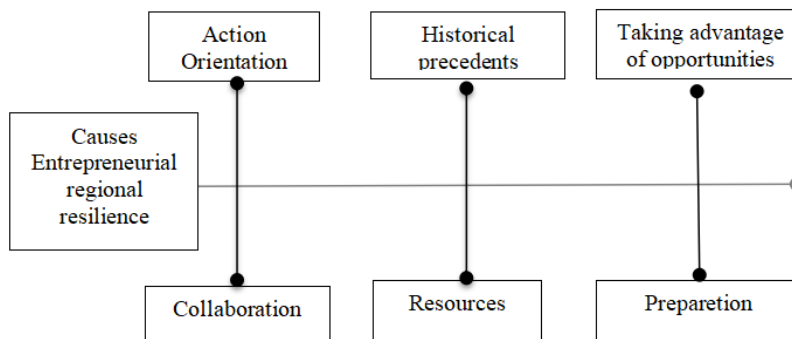 Action
Orientation
Historical
precedents
Taking advantage
of opportunities
Causes
Entrepreneurial
regional
resilience
Collaboration
Resources
Preparetion